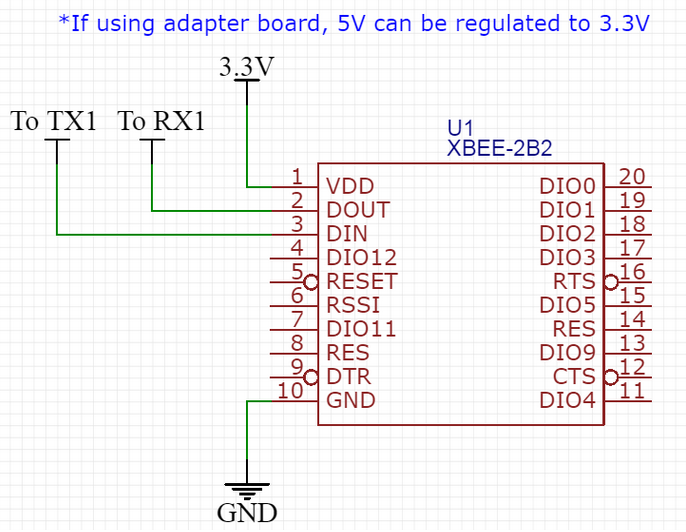 *If using adapter board, 5V can be regulated to 3.3V
3.3V
To TX1 To RX1
U1
XBEE-2B2
1 VDD DIO0 20
2 DOUT DIO1 19
3 DIN DIO2 18
4 DIO12 DIO3 17
5 RESET RTS 16
6 RSSI DIO5 15
7 DIO11 RES 14
8 RES DIO9 13
9 DTR CTS 12
10 GND DIO4 11
GND